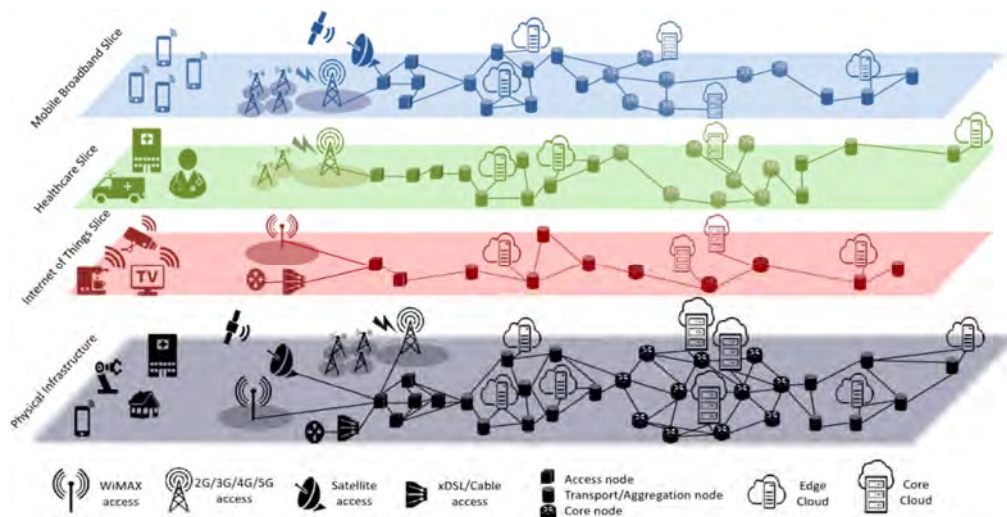 Mobile Broadband Slice
Healthcare Slice
Internet of Things Slice
TV
Physical Infrastructure
WiMAX
access
2G/3G/4G/5G
access
Satellite
access
xDSL/Cable
access
Access node
Transport/Aggregation node
Core node
Edge
Cloud
Core
Cloud